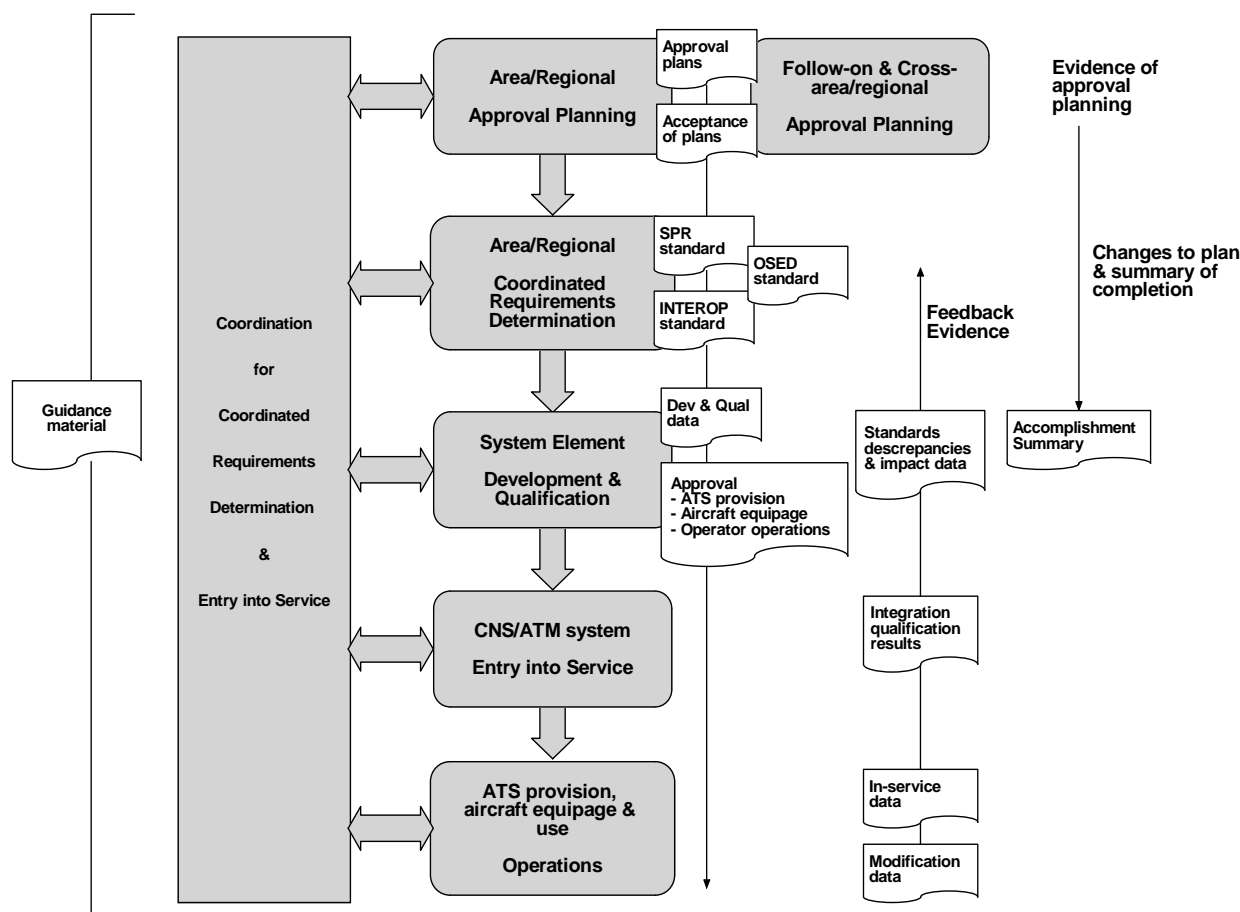 Guidance
material
Coordination
for
Coordinated
Requirements
Determination
&
Entry into Service
Area/Regional
Approval Planning
Approval
plans
Acceptance
of plans
Follow-on & Cross-
area/regional
Approval Planning
Evidence of
approval
planning
Area/Regional
Coordinated
Requirements
Determination
SPR
standard
OSED
standard
INTEROP
standard
Feedback
Evidence
Changes to plan
& summary of
completion
System Element
Development &
Qualification
Dev & Qual
data
Approval
- ATS provision
- Aircraft equipage
- Operator operations
Standards
descrepancies
& impact data
Accomplishment
Summary
CNS/ATM system
Entry into Service
Integration
qualification
results
ATS provision,
aircraft equipage &
use
Operations
In-service
data
Modification
data